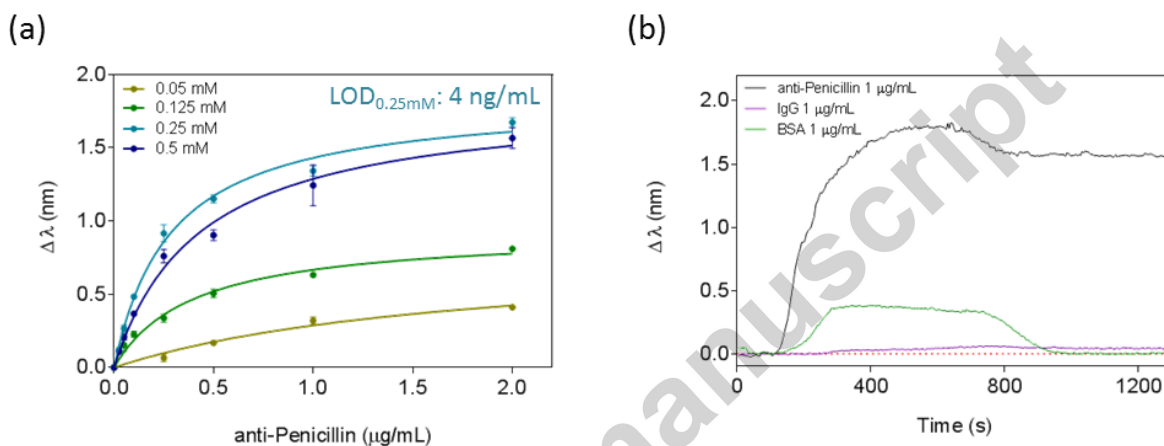 (a)
2.0
1.5
1.0
0.5
0.0
Δ λ (nm)
0.05 mM
0.125 mM
0.25 mM
0.5 mM
LOD0.25mM: 4 ng/mL
0.0 0.5 1.0 1.5 2.0
anti-Penicillin (µg/mL)
(b)
2.0
1.5
1.0
0.5
0.0
Δ λ (nm)
anti-Penicillin 1 µg/mL
IgG 1 µg/mL
BSA 1 µg/mL
0 400 800 1200
Time (s)
manuscript